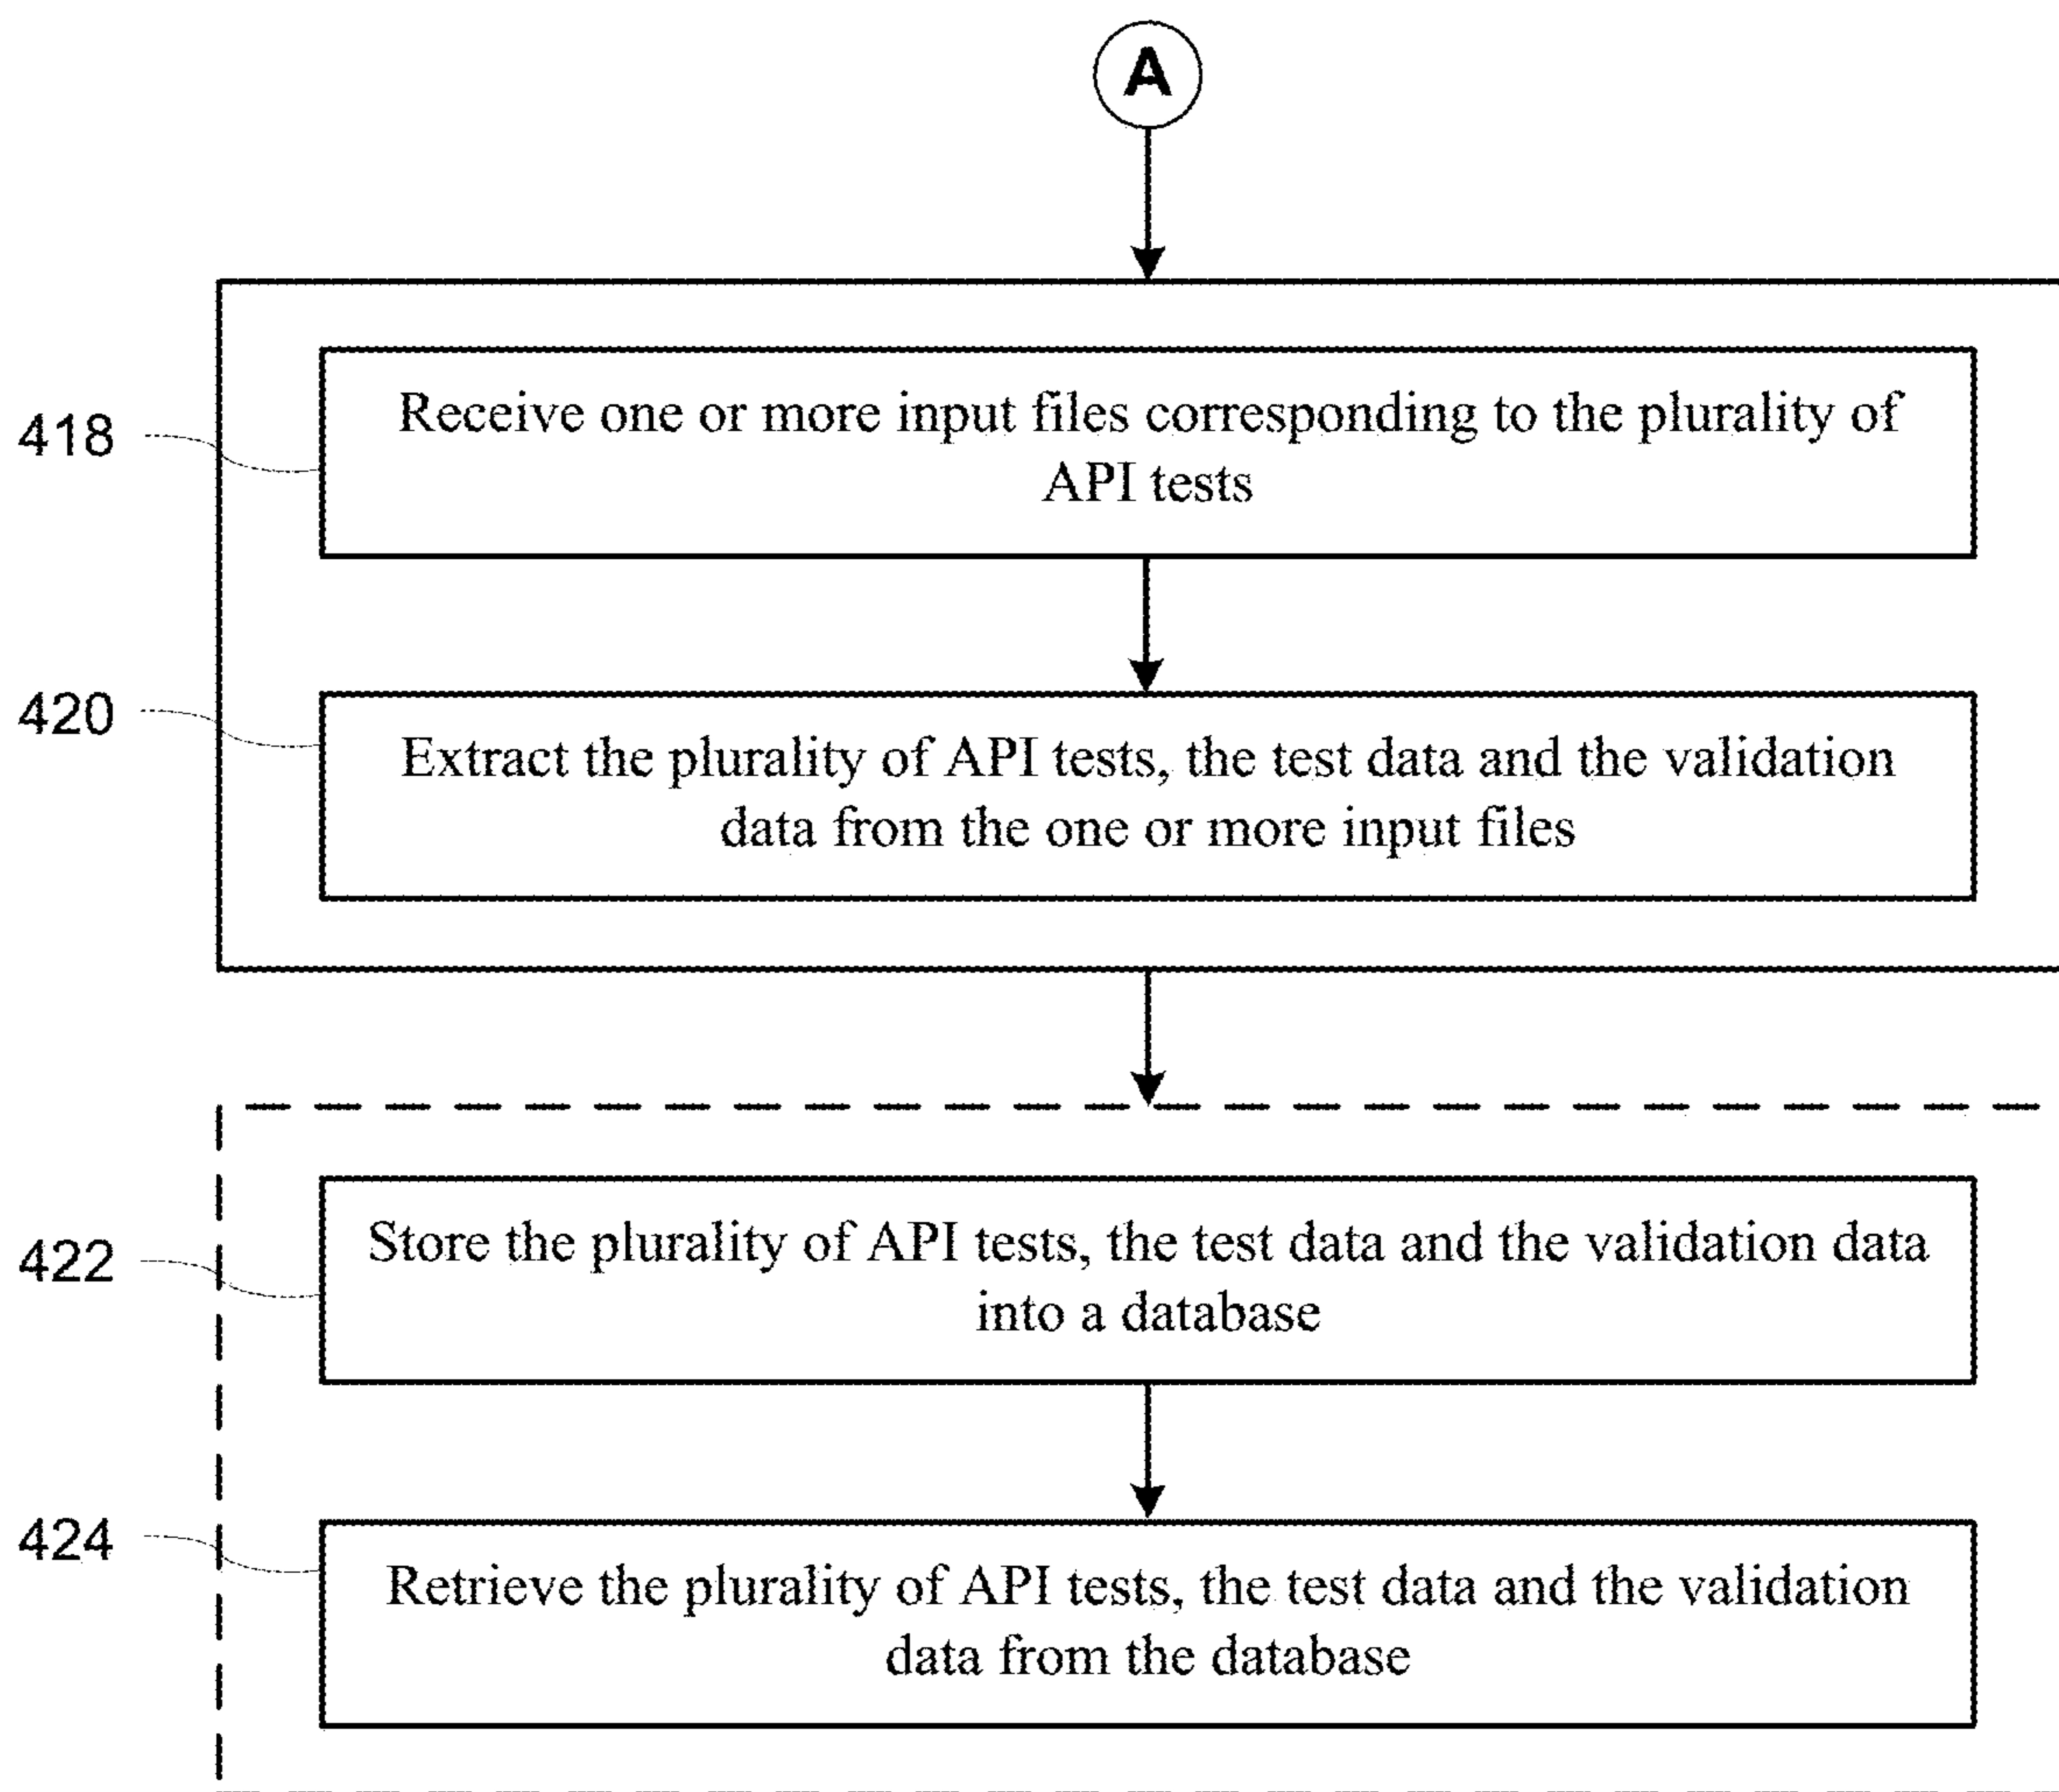 A
418
Receive one or more input files corresponding to the plurality of
API tests
420
Extract the plurality of API tests, the test data and the validation
data from the one or more input files
422
Store the plurality of API tests, the test data and the validation data
into a database
424
Retrieve the plurality of API tests, the test data and the validation
data from the database